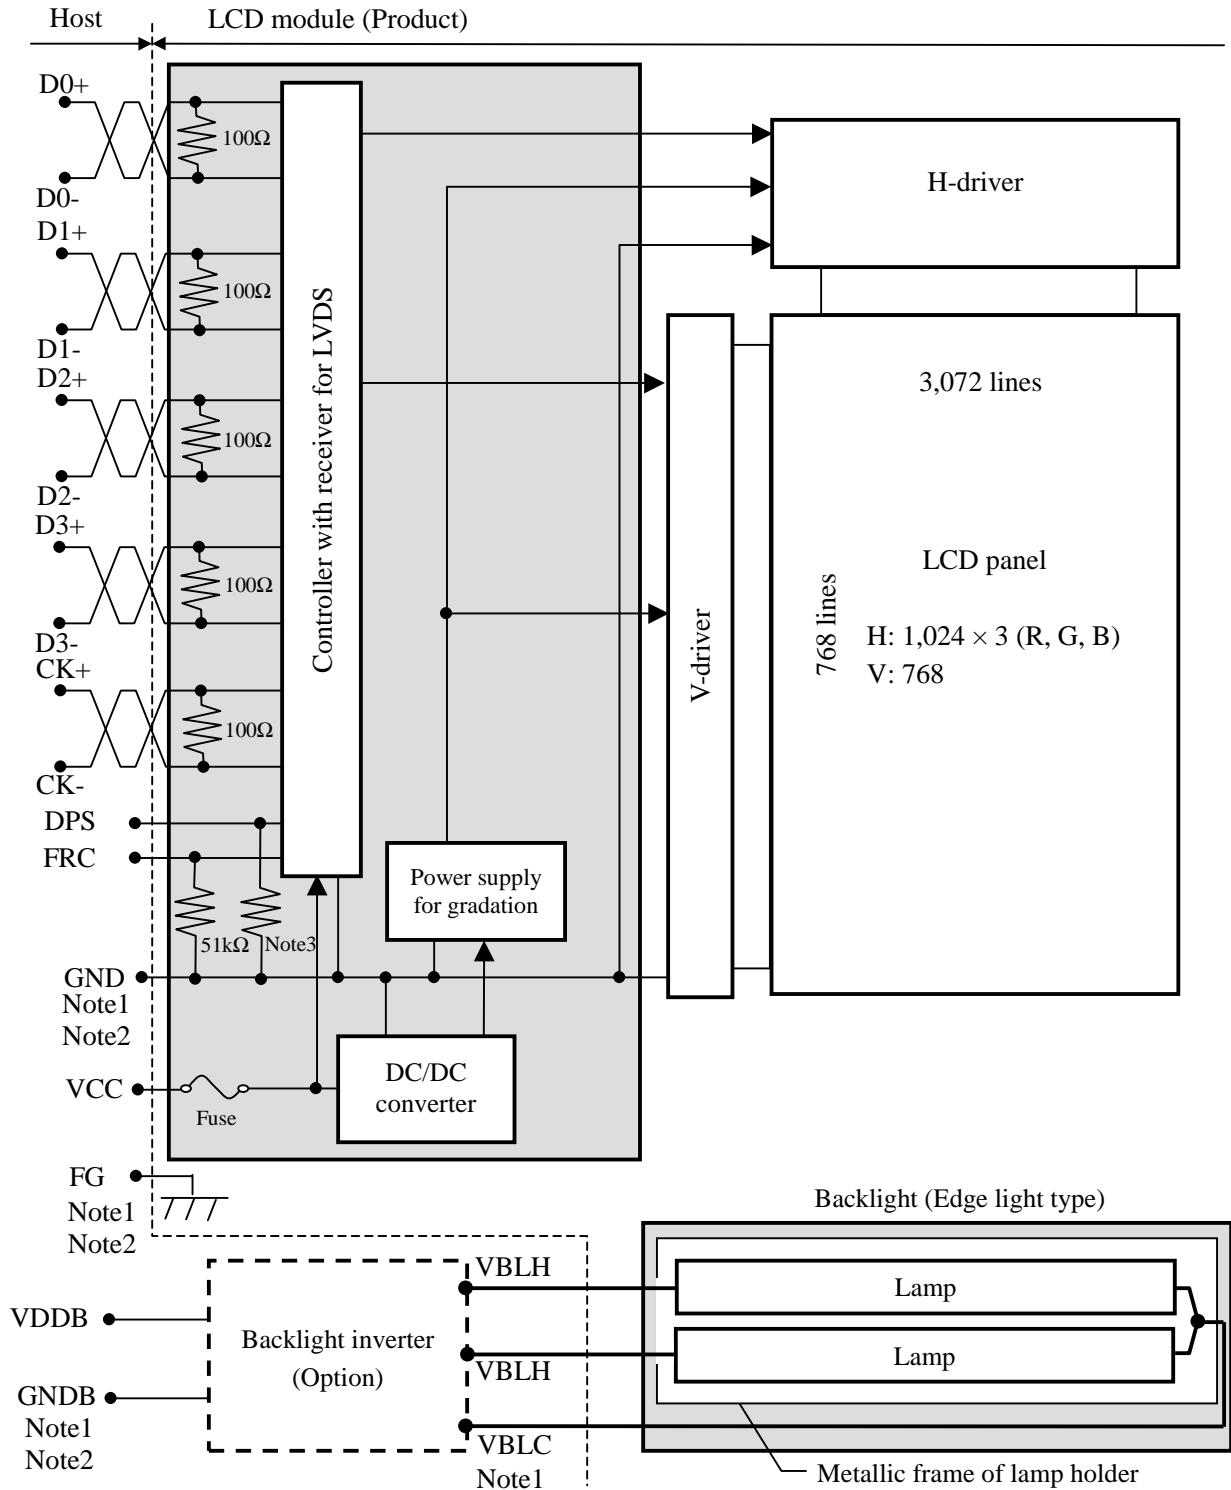 Host
LCD module (Product)
D0+
100Ω
D0-
D1+
100Ω
D1-
D2+
100Ω
D2-
D3+
100Ω
D3-
CK+
100Ω
CK-
DPS
FRC
51kΩ
Note3
GND
Note1
Note2
VCC
Fuse
FG
Note1
Note2
Controller with receiver for LVDS
Power supply
for gradation
DC/DC
converter
H-driver
V-driver
3,072 lines
768 lines
LCD panel
H: 1,024 × 3 (R, G, B)
V: 768
Backlight (Edge light type)
VDDB
GNDB
Note1
Note2
Backlight inverter
(Option)
VBLH
VBLH
VBLC
Note1
Lamp
Lamp
Metallic frame of lamp holder